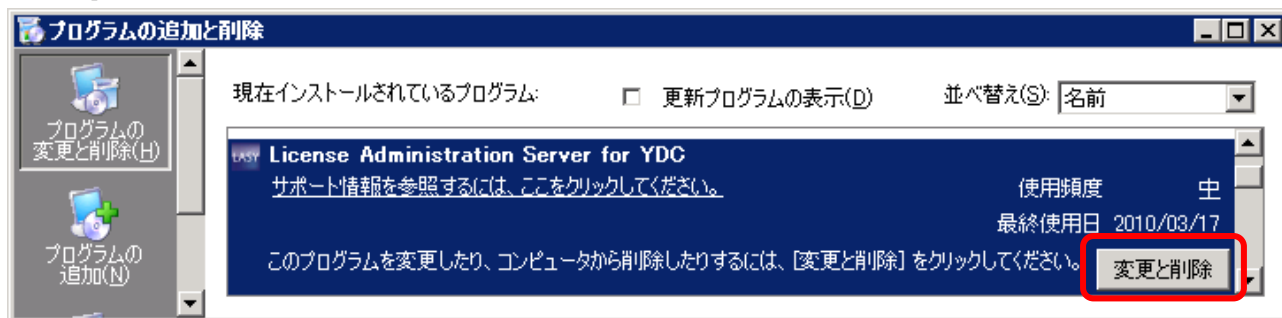 プログラムの追加と削除
プログラムの
変更と削除(H)
プログラムの
追加(N)
現在インストールされているプログラム:
更新プログラムの表示(D)
並べ替え(S): 名前
EASY License Administration Server for YDC
サポート情報を参照するには、ここをクリックしてください。
使用頻度 中
最終使用日 2010/03/17
このプログラムを変更したり、コンピュータから削除したりするには、[変更と削除] をクリックしてください。
変更と削除